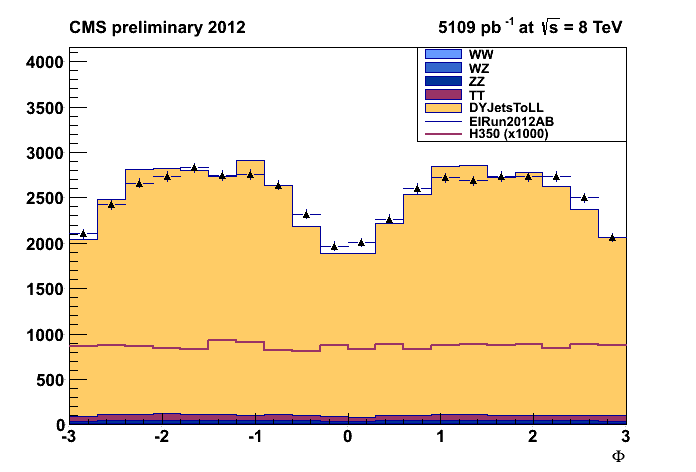 CMS preliminary 2012
5109 pb⁻¹ at √s = 8 TeV
4000
3500
3000
2500
2000
1500
1000
500
0
WW
WZ
ZZ
TT
DYJetsToLL
ElRun2012AB
H350 (x1000)
-3 -2 -1 0 1 2 3
Φ